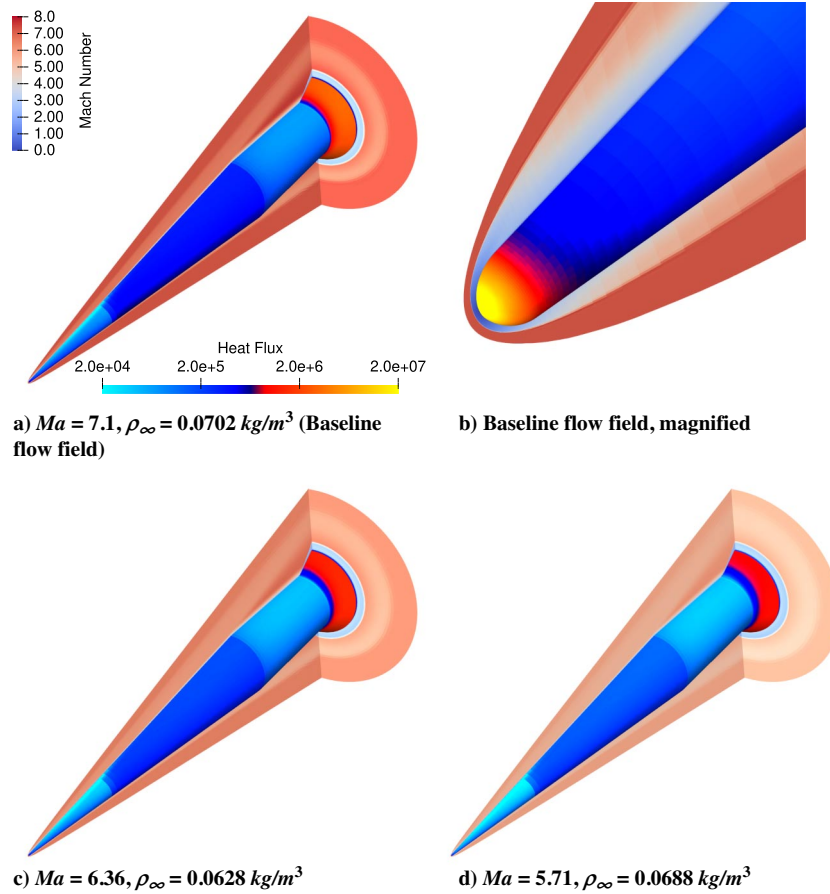 8.0
7.00
6.00
5.00
4.00
3.00
2.00
1.00
0.0
Mach Number
Heat Flux
2.0e+04 2.0e+5 2.0e+6 2.0e+07
a) Ma = 7.1, ρ∞ = 0.0702 kg/m³ (Baseline
flow field)
b) Baseline flow field, magnified
c) Ma = 6.36, ρ∞ = 0.0628 kg/m³
d) Ma = 5.71, ρ∞ = 0.0688 kg/m³